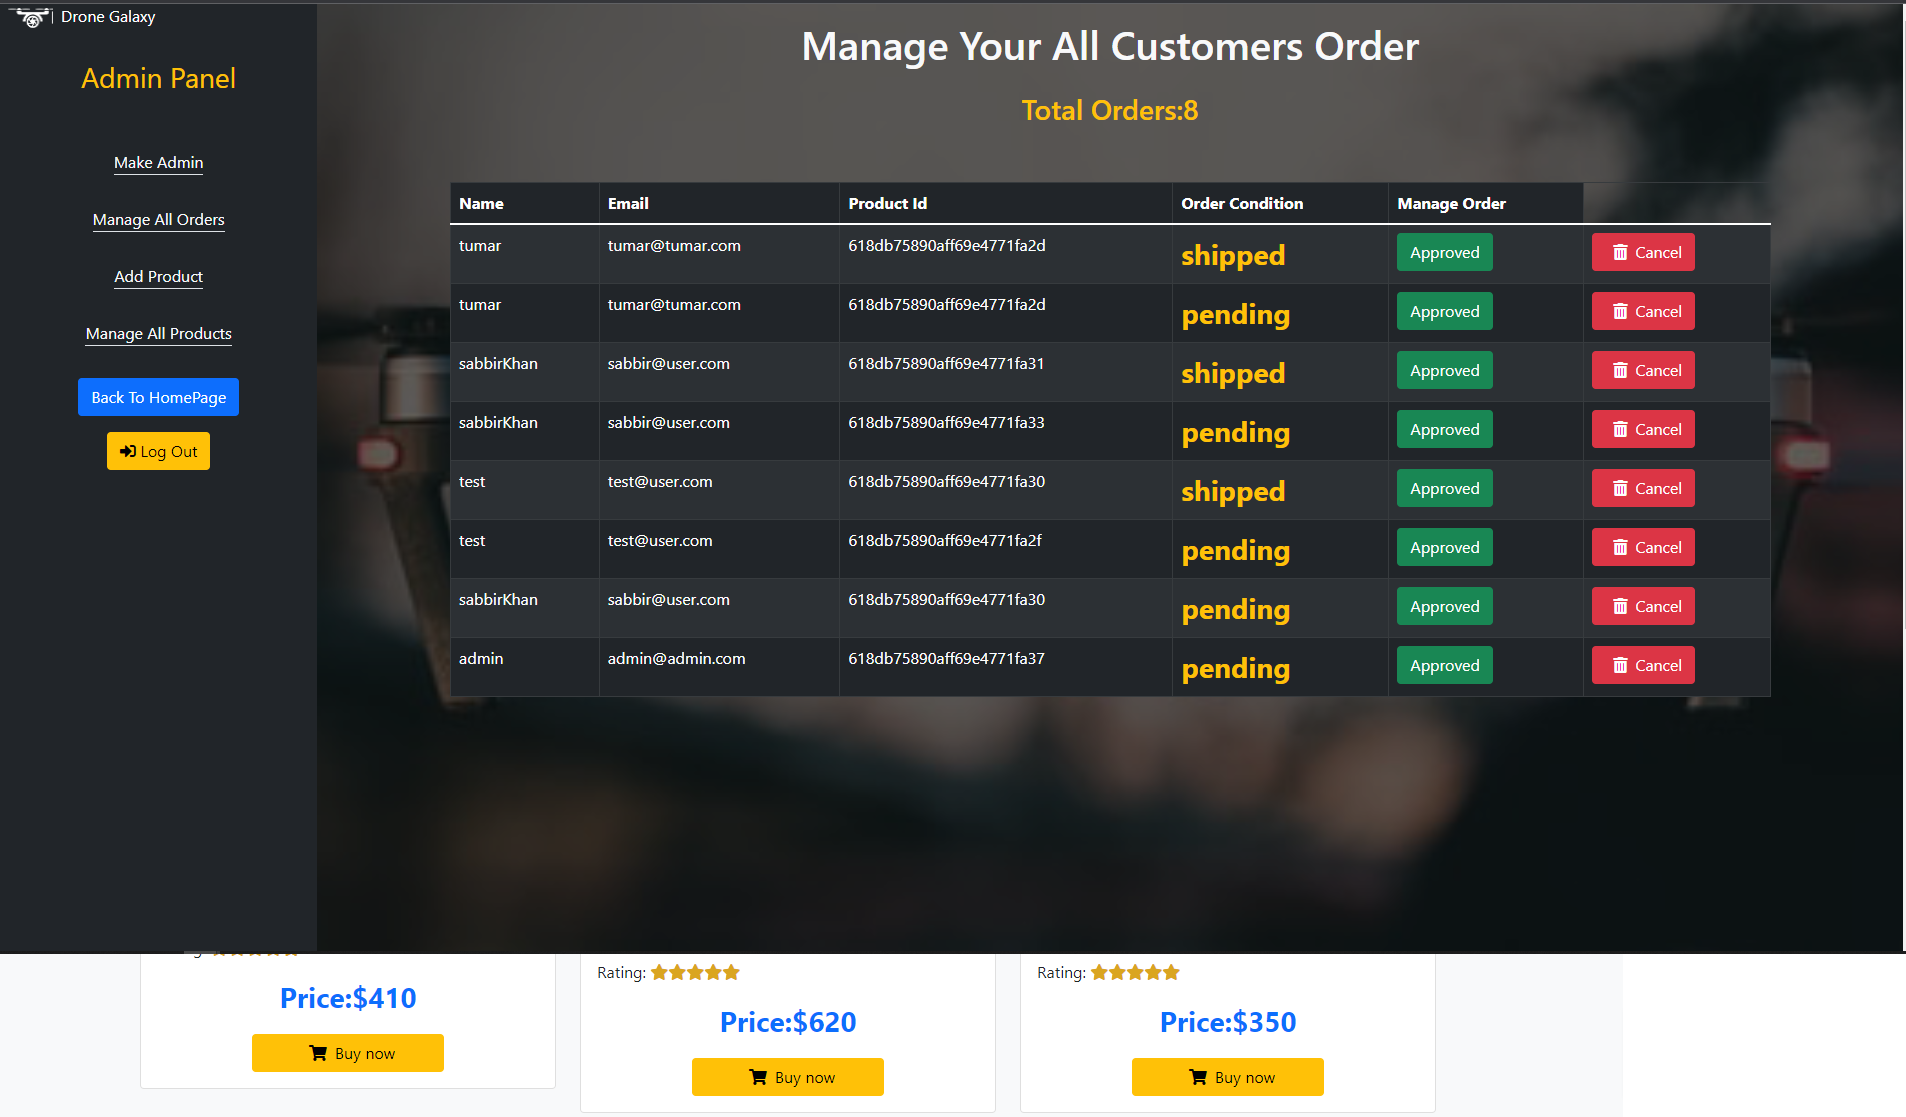 Drone Galaxy
Admin Panel
Make Admin
Manage All Orders
Add Product
Manage All Products
Back To HomePage
Log Out
Manage Your All Customers Order
Total Orders:8
Name Email Product Id Order Condition Manage Order
tumar tumar@tumar.com 618db75890aff69e4771fa2d shipped Approved Cancel
tumar tumar@tumar.com 618db75890aff69e4771fa2d pending Approved Cancel
sabbirKhan sabbir@user.com 618db75890aff69e4771fa31 shipped Approved Cancel
sabbirKhan sabbir@user.com 618db75890aff69e4771fa33 pending Approved Cancel
test test@user.com 618db75890aff69e4771fa30 shipped Approved Cancel
test test@user.com 618db75890aff69e4771fa2f pending Approved Cancel
sabbirKhan sabbir@user.com 618db75890aff69e4771fa30 pending Approved Cancel
admin admin@admin.com 618db75890aff69e4771fa37 pending Approved Cancel
Price:$410
Buy now
Rating:
Price:$620
Buy now
Rating:
Price:$350
Buy now